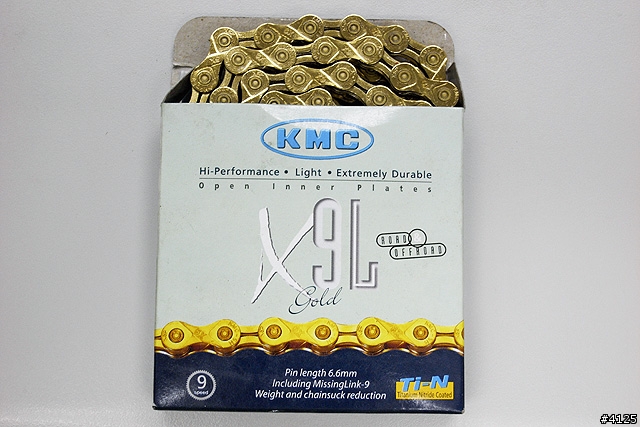 KMC
Hi-Performance • Light • Extremely Durable
Open Inner Plates
X9L
Gold
ROAD
OFFROAD
Pin length 6.6mm
Including MissingLink-9
Weight and chainsuck reduction
9
speed
Ti-N
Titanium Nitride Coated
#4125